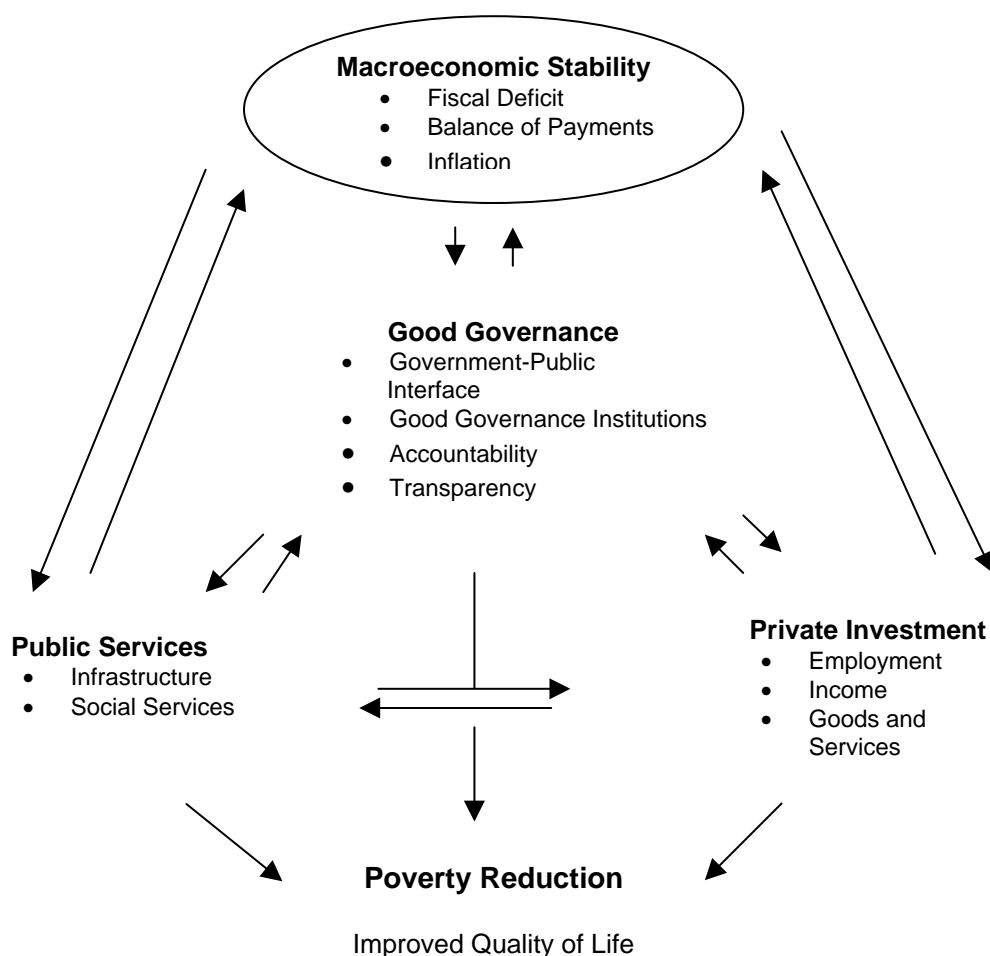 Macroeconomic Stability
• Fiscal Deficit
• Balance of Payments
• Inflation
Good Governance
• Government-Public
Interface
• Good Governance Institutions
• Accountability
• Transparency
Public Services
• Infrastructure
• Social Services
Private Investment
• Employment
• Income
• Goods and
Services
Poverty Reduction
Improved Quality of Life